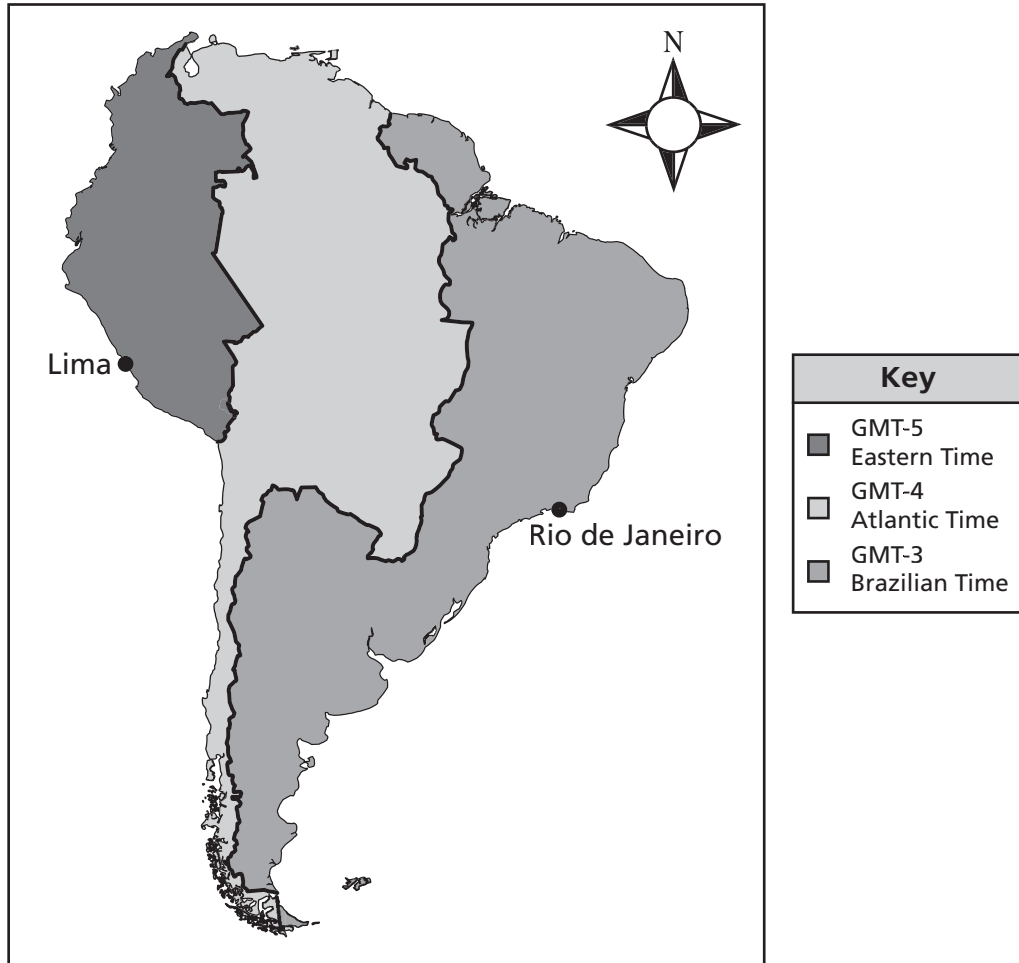 N
Lima
Rio de Janeiro
Key
GMT-5
Eastern Time
GMT-4
Atlantic Time
GMT-3
Brazilian Time